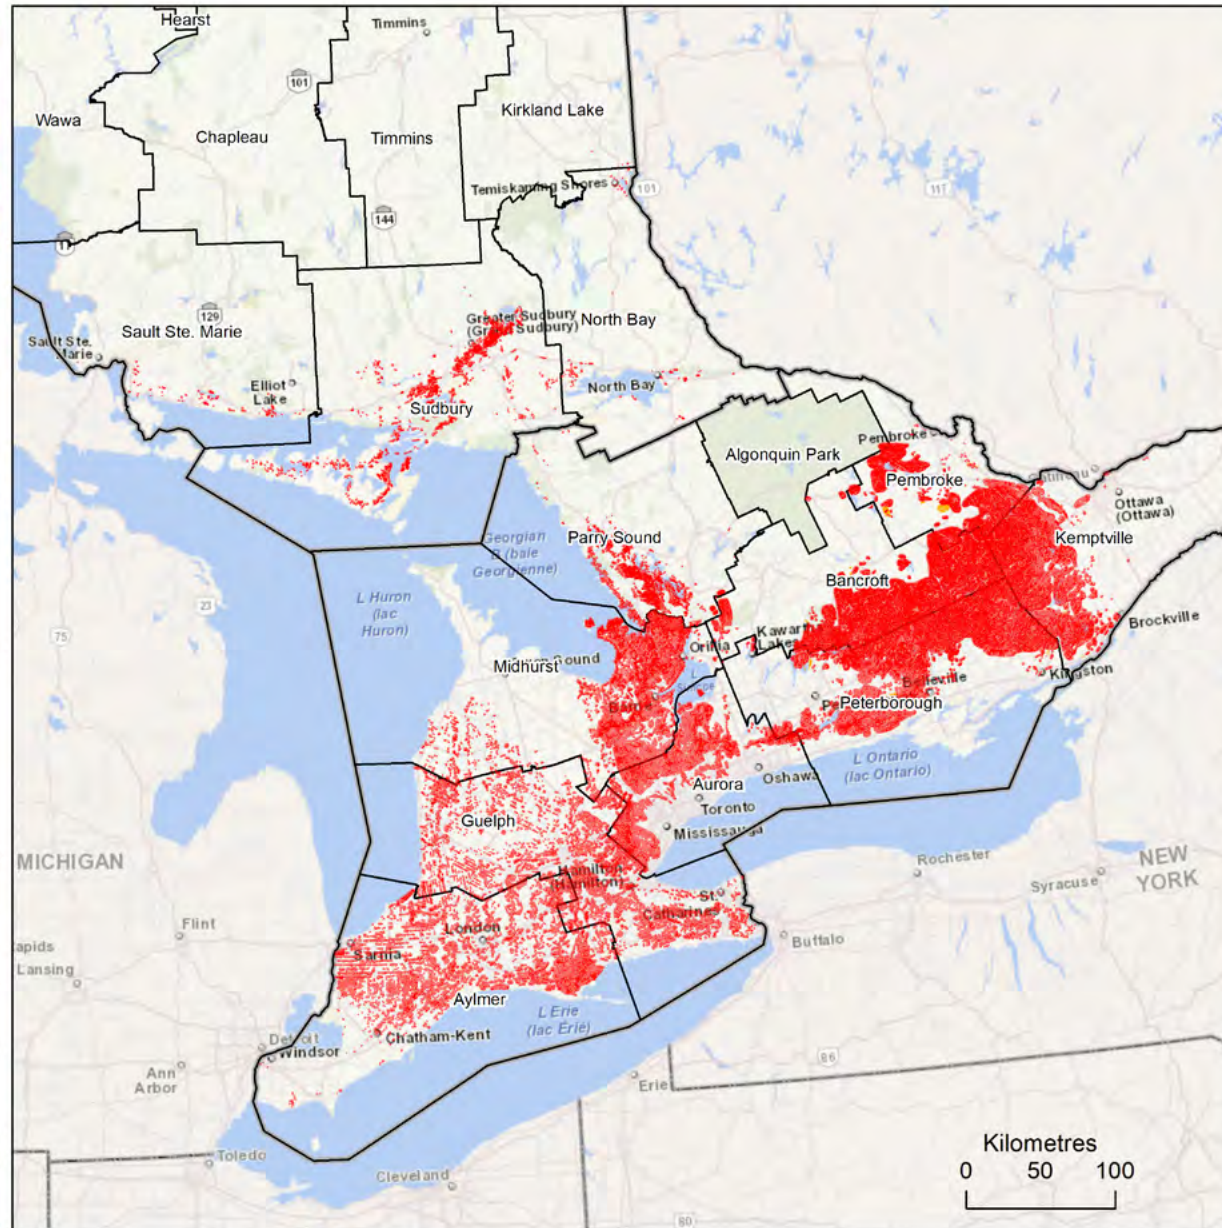 Hearst
Timmins
101
Kirkland Lake
Wawa
Chapleau
Timmins
Temiskaming Shores
101
117
144
129
Greater Sudbury
(Grand Sudbury)
North Bay
Sault Ste. Marie
Sault Ste.
Marie
Elliot
Lake
North Bay
Sudbury
Pembroke
Algonquin Park
Pembroke
Gatineau
Ottawa
(Ottawa)
Georgian
B (baie
Georgienne)
Parry Sound
Kemptville
Bancroft
L Huron
(lac
Huron)
23
75
Brockville
Orillia
Midhurst
Kingston
Belleville
Barrie
Peterborough
L Ontario
(lac Ontario)
Oshawa
Aurora
Toronto
Guelph
Mississauga
MICHIGAN
Rochester
NEW
YORK
Hamilton
(Hamilton)
Syracuse
St.
Catharines
Flint
London
Buffalo
apids
Lansing
Sarnia
Aylmer
L Erie
(lac Érié)
Chatham-Kent
Detroit
Windsor
86
Ann
Arbor
Erie
Kilometres
0 50 100
Toledo
Cleveland
80